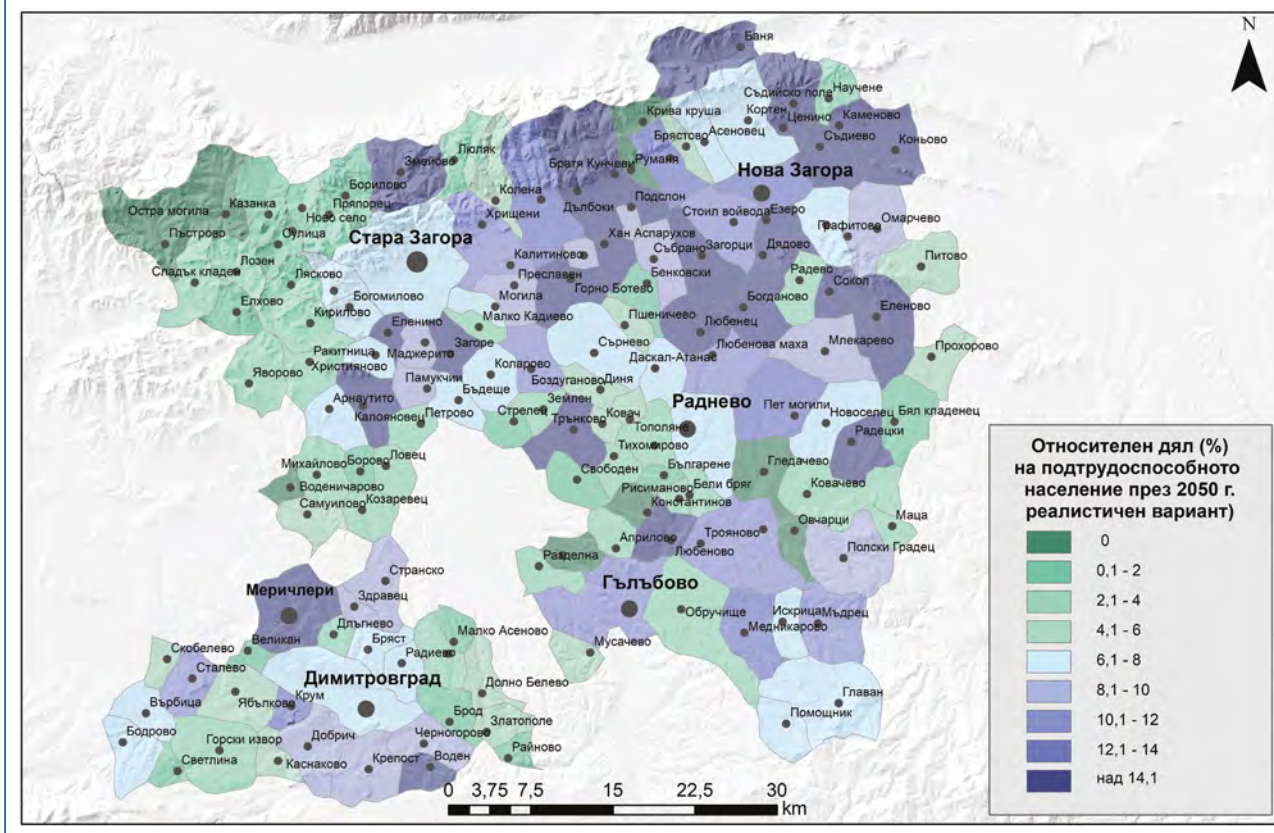 N
Баня
Съдийско поле
Научене
Крива круша
Кортен
Ценино
Каменово
Брястово
Асеновец
Съдиево
Коньово
Люляк
Змейово
Братя Кунчеви
Руманя
Нова Загора
Борилово
Колена
Подслон
Казанка
Пряпорец
Дълбоки
Остра могила
Ново село
Хрищени
Стоил войвода
Езеро
Графитово
Омарчево
Пъстрово
Сулица
Стара Загора
Хан Аспарухов
Събрано
Загорци
Дядово
Лозен
Калитиново
Питово
Сладък кладен
Лясково
Преславен
Бенковски
Радево
Горно Ботево
Сокол
Елхово
Богомилово
Могила
Богданово
Еленово
Кирилово
Малко Кадиево
Пшеничево
Еленино
Любенец
Загоре
Сърнево
Любенова маха
Млекарево
Прохорово
Ракитница
Маджерито
Християново
Коларово
Даскал-Атанас
Яворово
Памукчии
Боздуганово
Диня
Бъдеще
Арнаутито
Землен
Раднево
Калояновец
Петрово
Стрелец
Ковач
Пет могили
Новоселец
Бял кладенец
Трънково
Тополяне
Радецки
Тихомирово
Ловец
Михайлово
Борово
Българене
Гледачево
Свободен
Воденичарово
Рисиманово
Бели бряг
Ковачево
Самуилово
Козаревец
Константинов
Овчарци
Маца
Априлово
Трояново
Разделна
Любеново
Полски Градец
Странско
Гълъбово
Меричлери
Здравец
Обручище
Искрица
Мъдрец
Длъгнево
Медникарово
Малко Асеново
Великан
Бряст
Мусачево
Скобелево
Радиево
Сталево
Димитровград
Долно Белево
Ябълково
Крум
Главан
Върбица
Брод
Помощник
Златополе
Бодрово
Горски извор
Добрич
Черногорово
Райново
Светлина
Каснаково
Крепост
Воден
0 3,75 7,5 15 22,5 30
km
Относителен дял (%)
на подтрудоспособното
население през 2050 г.
реалистичен вариант)
0
0,1 - 2
2,1 - 4
4,1 - 6
6,1 - 8
8,1 - 10
10,1 - 12
12,1 - 14
над 14,1